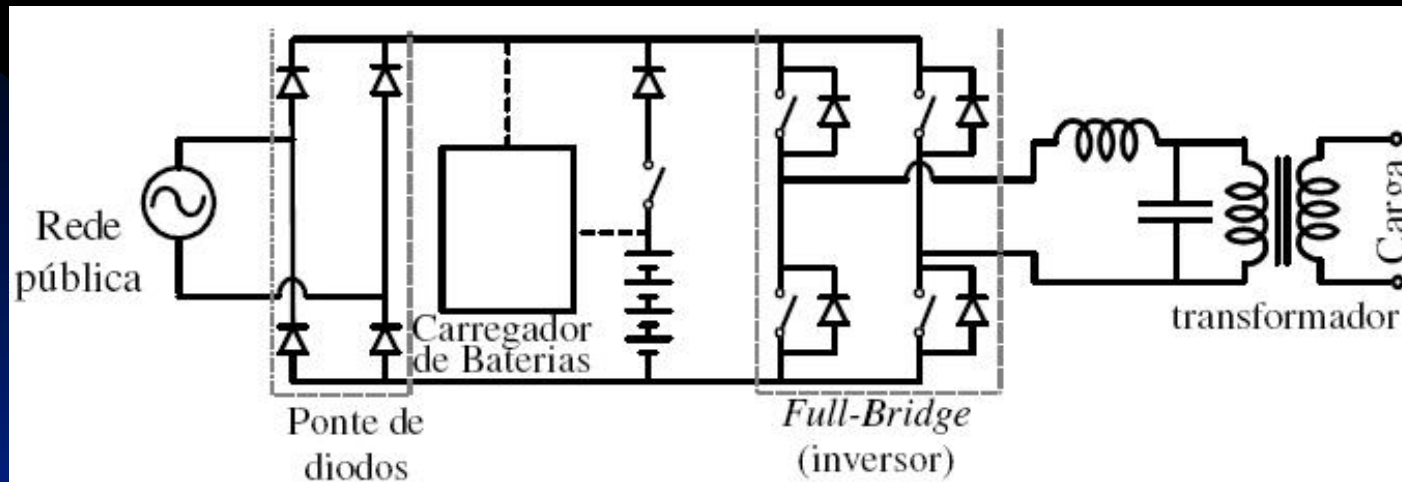 Rede
pública
Carregador
de Baterias
Ponte de
diodos
Full-Bridge
(inversor)
transformador
Carga